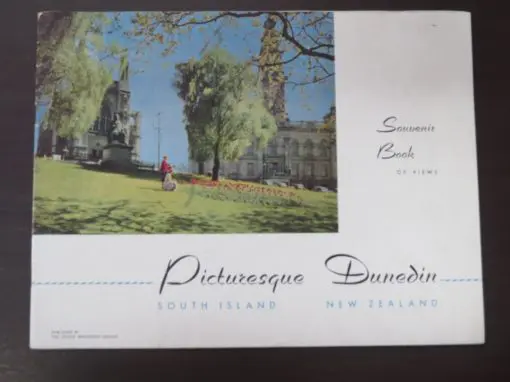 Souvenir
Book
OF VIEWS
Picturesque Dunedin
SOUTH ISLAND NEW ZEALAND